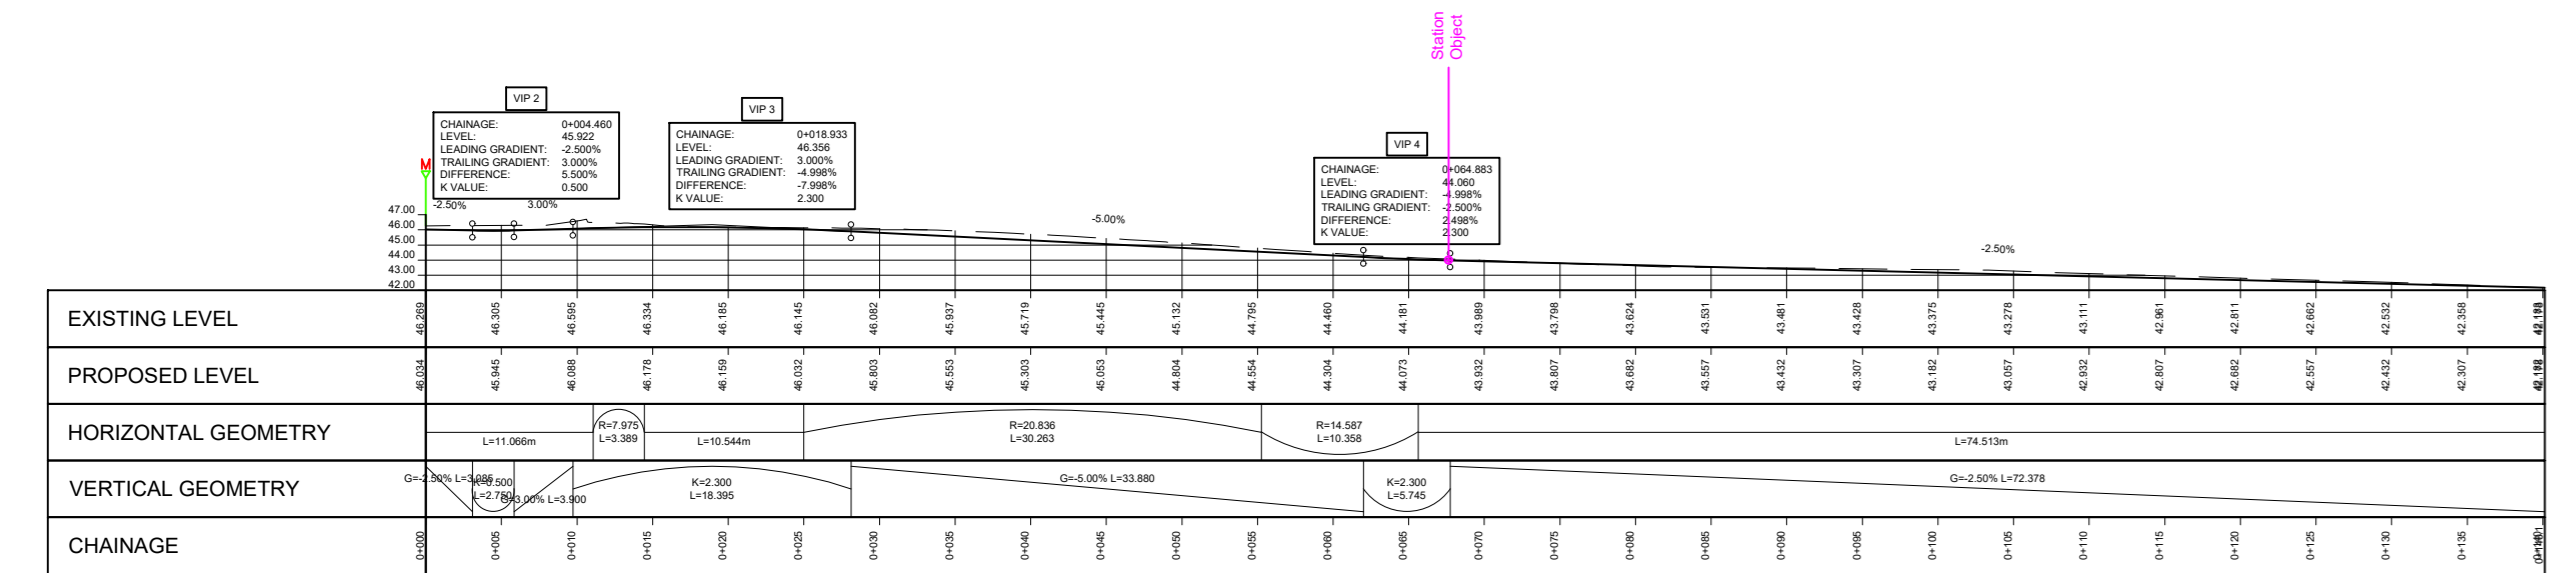 Station
Object
VIP 2
CHAINAGE: 0+004.460
LEVEL: 45.922
LEADING GRADIENT: -2.500%
TRAILING GRADIENT: 3.000%
DIFFERENCE: 5.500%
K VALUE: 0.500
VIP 3
CHAINAGE: 0+018.933
LEVEL: 46.356
LEADING GRADIENT: 3.000%
TRAILING GRADIENT: -4.998%
DIFFERENCE: -7.998%
K VALUE: 2.300
VIP 4
CHAINAGE: 0+064.883
LEVEL: 44.060
LEADING GRADIENT: -4.998%
TRAILING GRADIENT: -2.500%
DIFFERENCE: 2.498%
K VALUE: 2.300
M
-2.50% 3.00% -5.00% -2.50%
47.00
46.00
45.00
44.00
43.00
42.00
EXISTING LEVEL 46.269 46.305 46.595 46.334 46.185 46.145 46.082 45.937 45.719 45.445 45.132 44.795 44.460 44.181 43.989 43.798 43.624 43.531 43.481 43.428 43.375 43.278 43.111 42.961 42.811 42.662 42.532 42.358
PROPOSED LEVEL 46.034 45.945 46.088 46.178 46.159 46.032 45.803 45.553 45.303 45.053 44.804 44.554 44.304 44.073 43.932 43.807 43.682 43.557 43.432 43.307 43.182 43.057 42.932 42.807 42.682 42.557 42.432 42.307
HORIZONTAL GEOMETRY
L=11.066m
R=7.975
L=3.389
L=10.544m
R=20.836
L=30.263
R=14.587
L=10.358
L=74.513m
VERTICAL GEOMETRY
G=-2.50% L=3.086
K=0.500
L=2.750
G=3.00% L=3.900
K=2.300
L=18.395
G=-5.00% L=33.880
K=2.300
L=5.745
G=-2.50% L=72.378
CHAINAGE 0+000 0+005 0+010 0+015 0+020 0+025 0+030 0+035 0+040 0+045 0+050 0+055 0+060 0+065 0+070 0+075 0+080 0+085 0+090 0+095 0+100 0+105 0+110 0+115 0+120 0+125 0+130 0+135